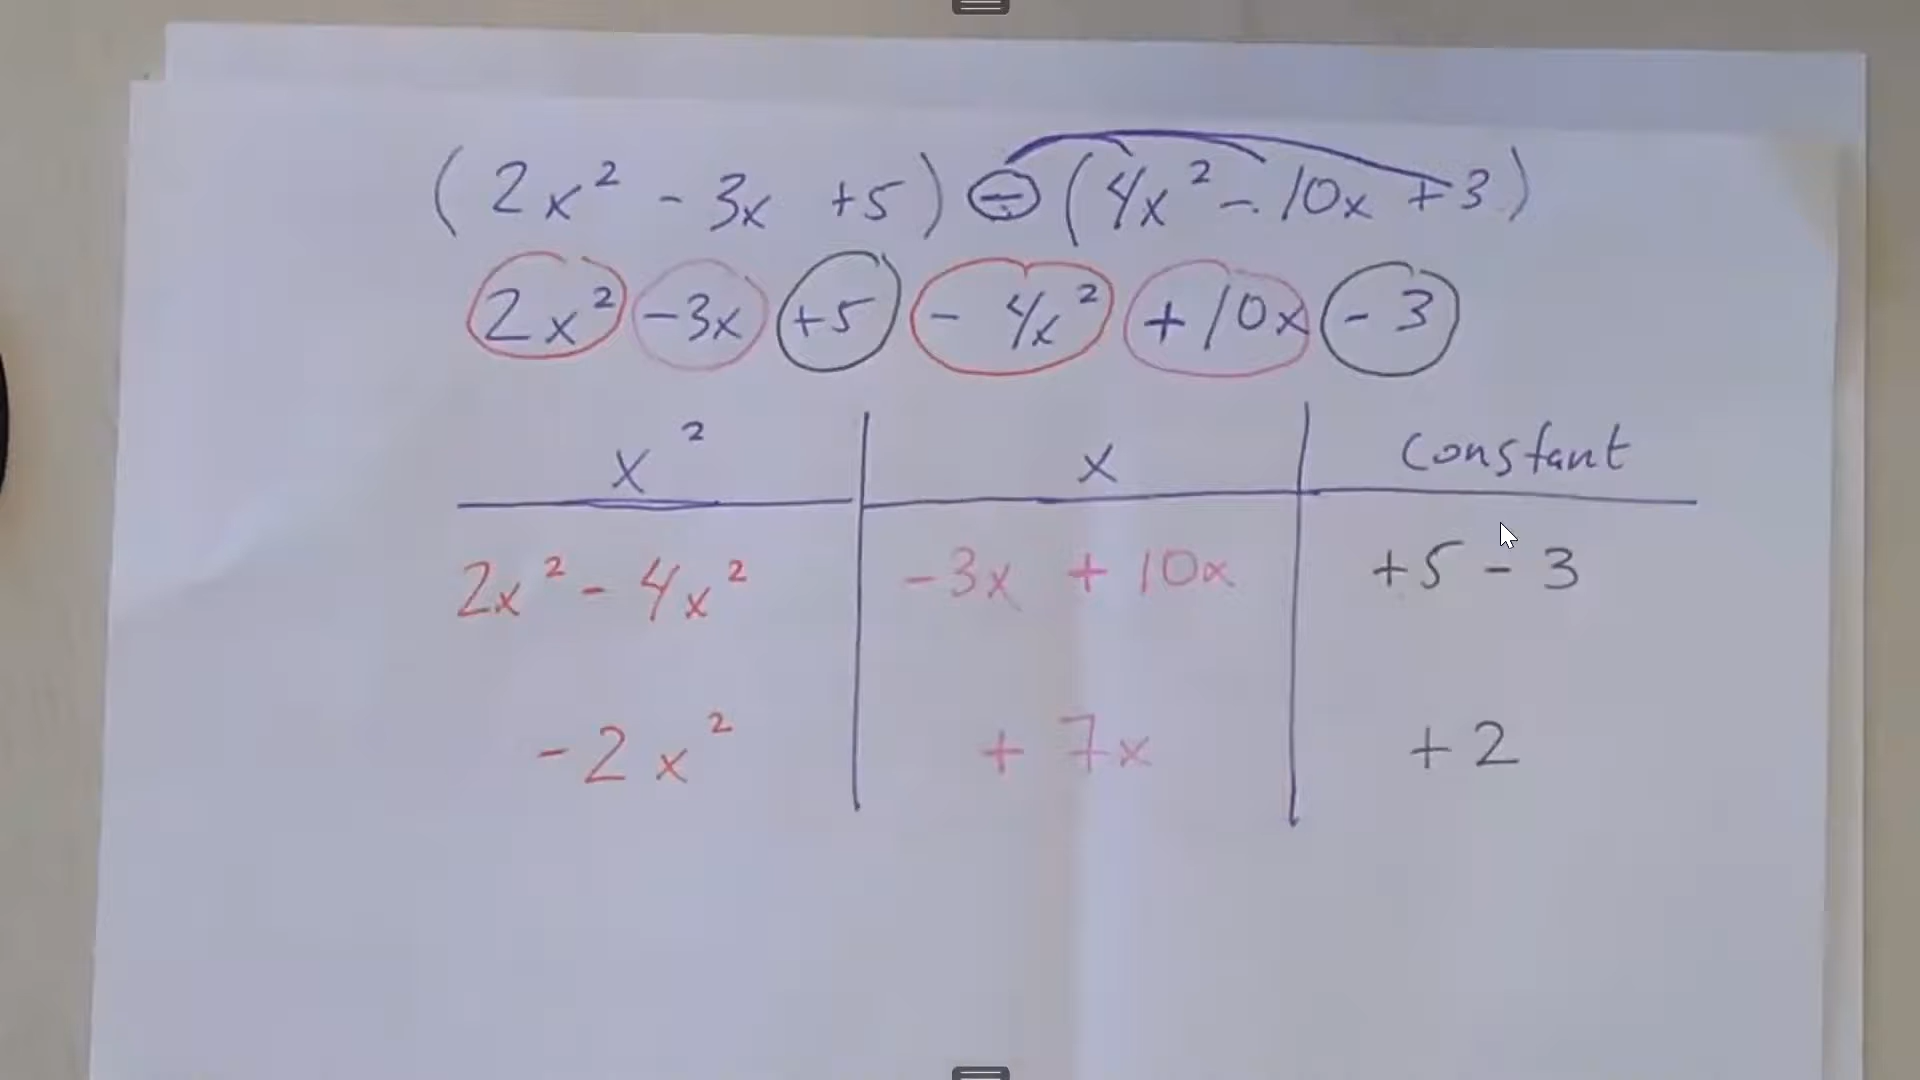 (2x² - 3x +5) - (4x² - 10x +3)
2x² -3x +5 - 4x² +10x - 3
x² x constant
2x² - 4x² -3x + 10x +5 - 3
-2x² + 7x +2